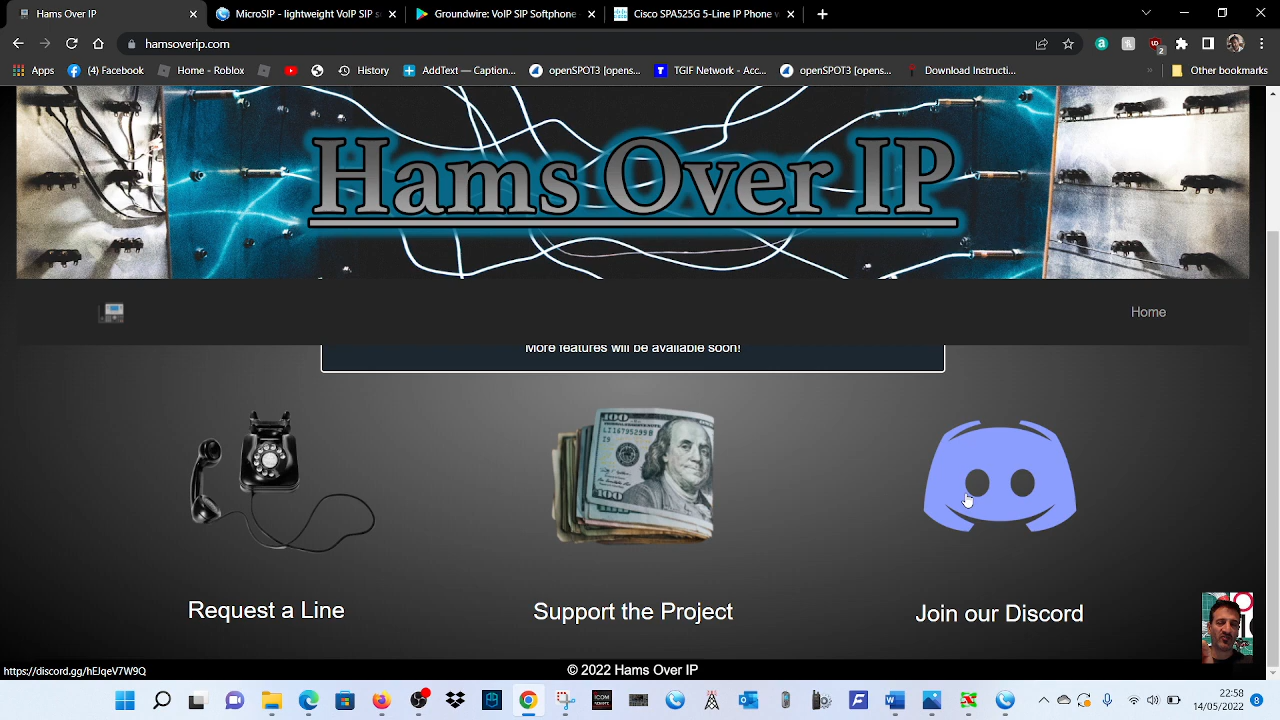 Hams Over IP
MicroSIP - lightweight VoIP SIP s
Groundwire: VoIP SIP Softphone
Cisco SPA525G 5-Line IP Phone v
hamsoverip.com
2
Apps
(4) Facebook
Home - Roblox
History
AddText — Caption...
openSPOT3 [opens...
TGIF Network - Acc...
openSPOT3 [opens...
Download Instructi...
Other bookmarks
Hams Over IP
Home
More features will be available soon!
Request a Line
Support the Project
Join our Discord
https://discord.gg/hEJqeV7W9Q
© 2022 Hams Over IP
22:58
14/05/2022
8